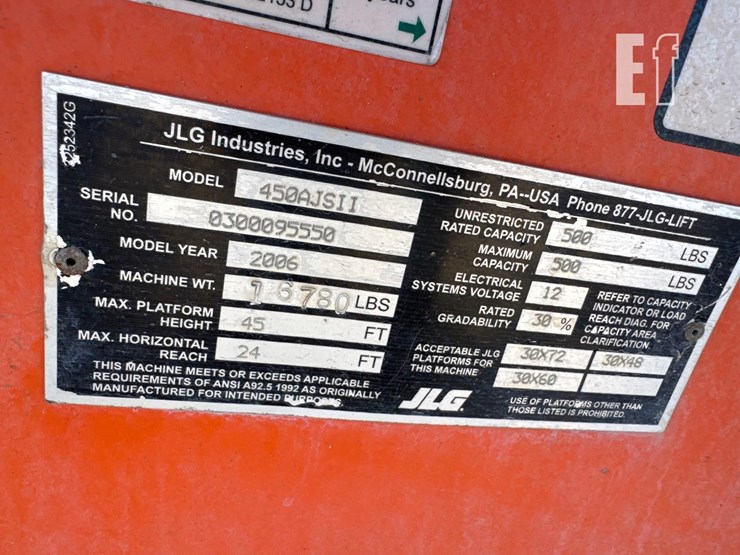 ears
Ef
1252342G
JLG Industries, Inc - McConnellsburg, PA--USA Phone 877-JLG-LIFT
MODEL 450AJSII
SERIAL NO. 0300095550
MODEL YEAR 2006
MACHINE WT. 16780 LBS
MAX. PLATFORM HEIGHT 45 FT
MAX. HORIZONTAL REACH 24 FT
THIS MACHINE MEETS OR EXCEEDS APPLICABLE
REQUIREMENTS OF ANSI A92.5 1992 AS ORIGINALLY
MANUFACTURED FOR INTENDED PURPOSES
UNRESTRICTED RATED CAPACITY 500 LBS
MAXIMUM CAPACITY 500 LBS
ELECTRICAL SYSTEMS VOLTAGE 12
RATED GRADABILITY 30 %
REFER TO CAPACITY
INDICATOR OR LOAD
REACH DIAG. FOR
CAPACITY AREA
CLARIFICATION.
ACCEPTABLE JLG
PLATFORMS FOR
THIS MACHINE
30X72 30X48
30X60
JLG
USE OF PLATFORMS OTHER THAN
THOSE LISTED IS PROHIBITED.